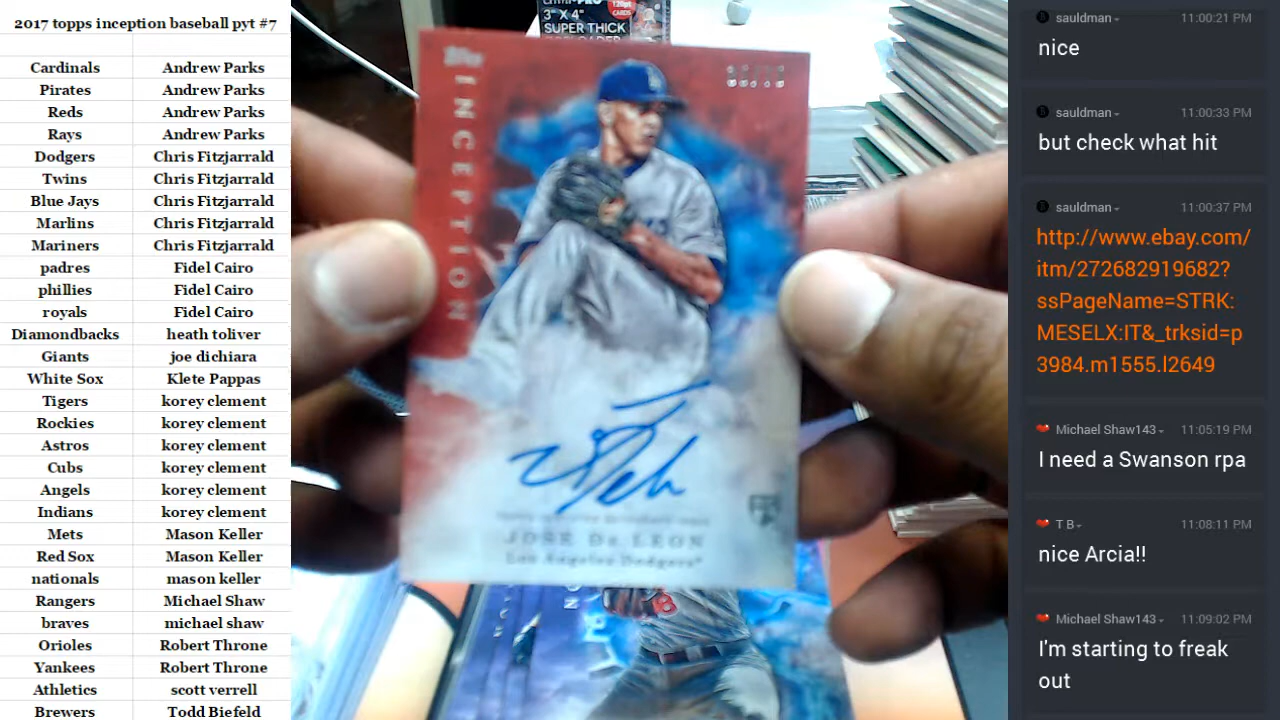 2017 topps inception baseball pyt #7
Cardinals Andrew Parks
Pirates Andrew Parks
Reds Andrew Parks
Rays Andrew Parks
Dodgers Chris Fitzjarrald
Twins Chris Fitzjarrald
Blue Jays Chris Fitzjarrald
Marlins Chris Fitzjarrald
Mariners Chris Fitzjarrald
padres Fidel Cairo
phillies Fidel Cairo
royals Fidel Cairo
Diamondbacks heath toliver
Giants joe dichiara
White Sox Klete Pappas
Tigers korey clement
Rockies korey clement
Astros korey clement
Cubs korey clement
Angels korey clement
Indians korey clement
Mets Mason Keller
Red Sox Mason Keller
nationals mason keller
Rangers Michael Shaw
braves michael shaw
Orioles Robert Throne
Yankees Robert Throne
Athletics scott verrell
Brewers Todd Biefeld
3" X 4"
SUPER THICK
120pt
CARDS
Topps
INCEPTION
JOSE De LEON
Los Angeles Dodgers
sauldman 11:00:21 PM
nice
sauldman 11:00:33 PM
but check what hit
sauldman 11:00:37 PM
http://www.ebay.com/
itm/272682919682?
ssPageName=STRK:
MESELX:IT&_trksid=p
3984.m1555.l2649
Michael Shaw143 11:05:19 PM
I need a Swanson rpa
T B 11:08:11 PM
nice Arcia!!
Michael Shaw143 11:09:02 PM
I'm starting to freak
out